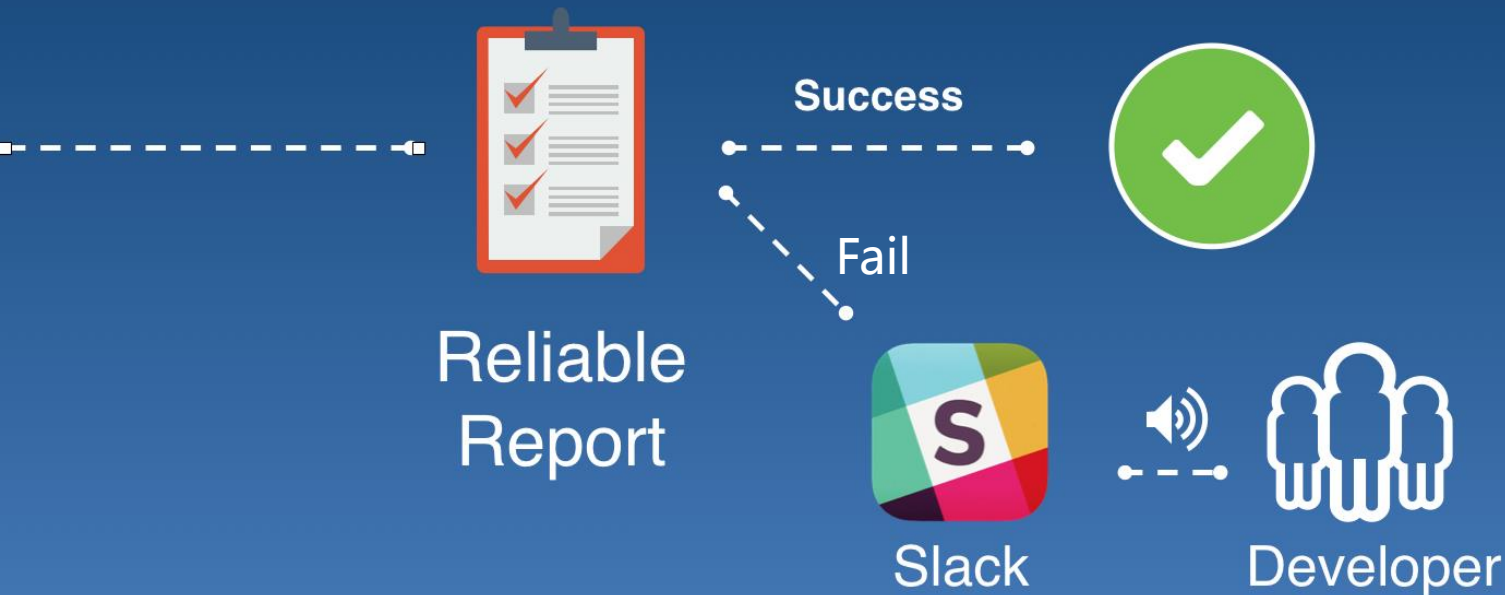 Success
Fail
Reliable
Report
S
Slack
Developer